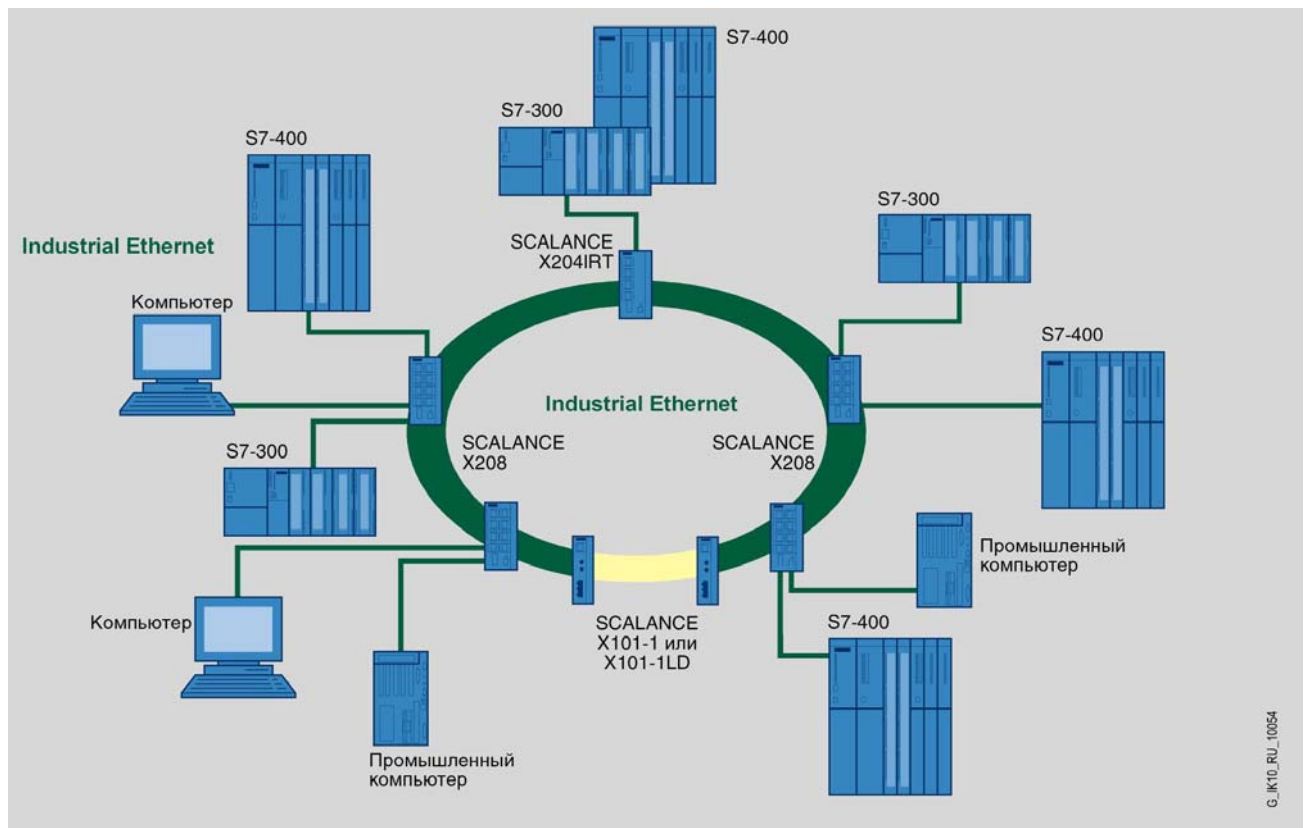 S7-400
S7-300
S7-400
S7-300
Industrial Ethernet
SCALANCE
X204IRT
Компьютер
S7-400
Industrial Ethernet
SCALANCE
X208
SCALANCE
X208
S7-300
Промышленный
компьютер
Компьютер
SCALANCE
X101-1 или
X101-1LD
S7-400
Промышленный
компьютер
G_IK10_RU_10054